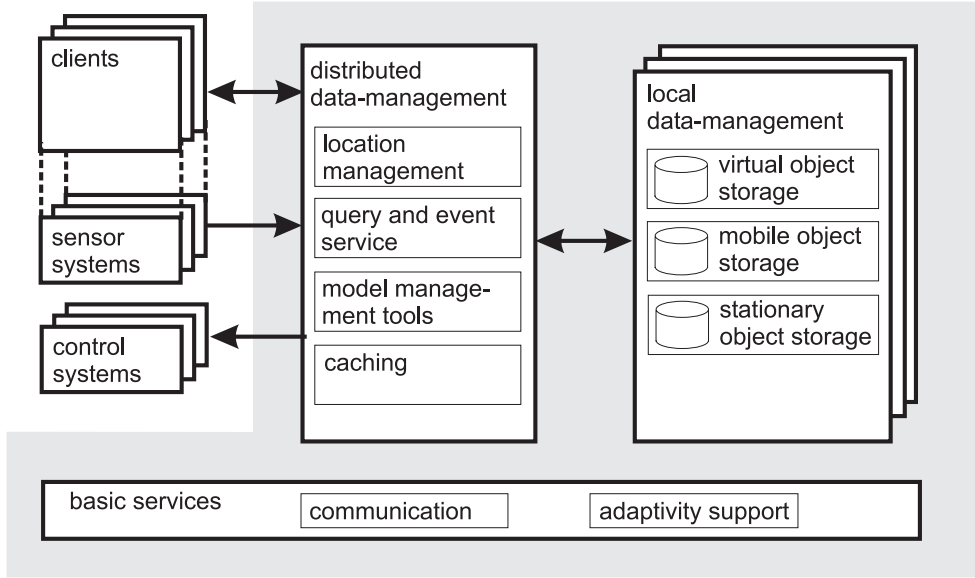 clients
sensor
systems
control
systems
distributed
data-management
location
management
query and event
service
model manage-
ment tools
caching
local
data-management
virtual object
storage
mobile object
storage
stationary
object storage
basic services
communication
adaptivity support